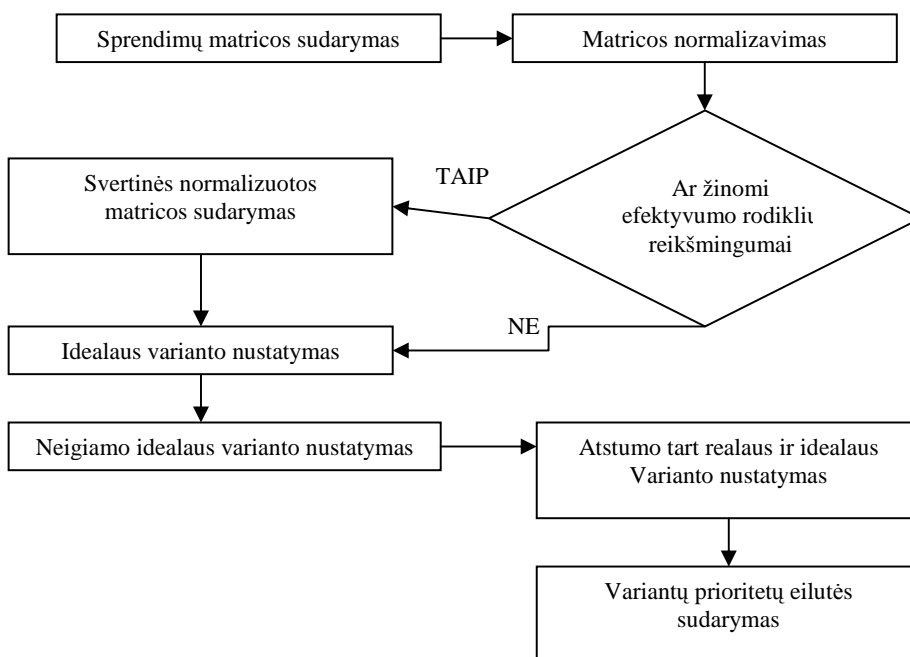 Sprendimų matricos sudarymas
Matricos normalizavimas
Ar žinomi
efektyvumo rodiklių
reikšmingumai
TAIP
Svertinės normalizuotos
matricos sudarymas
NE
Idealaus varianto nustatymas
Neigiamo idealaus varianto nustatymas
Atstumo tart realaus ir idealaus
Varianto nustatymas
Variantų prioritetų eilutės
sudarymas